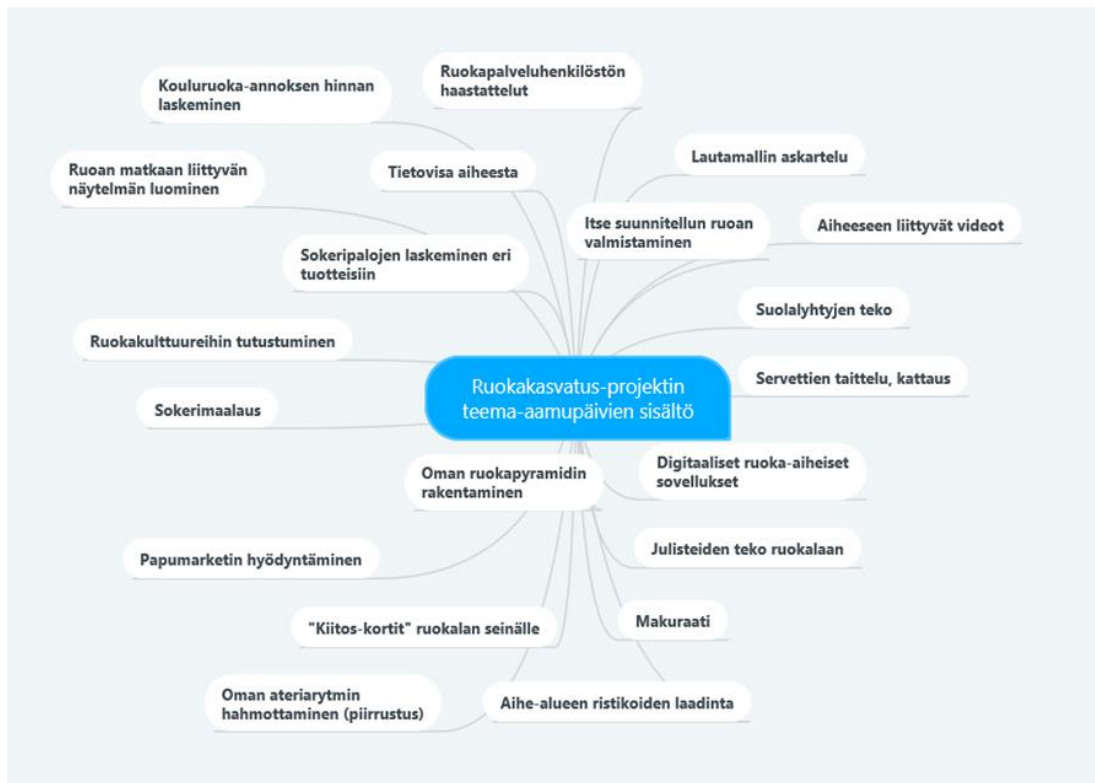 Ruokapalveluhenkilöstön
haastattelut
Kouluruoka-annoksen hinnan
laskeminen
Lautamallin askartelu
Ruoan matkaan liittyvän
näytelmän luominen
Tietovisa aiheesta
Itse suunnitellun ruoan
valmistaminen
Aiheeseen liittyvät videot
Sokeripalojen laskeminen eri
tuotteisiin
Suolalyhtyjen teko
Ruokakulttuureihin tutustuminen
Ruokakasvatus-projektin
teema-aamupäivien sisältö
Servettien taittelu, kattaus
Sokerimaalaus
Oman ruokapyramidin
rakentaminen
Digitaaliset ruoka-aiheiset
sovellukset
Papumarketin hyödyntäminen
Julisteiden teko ruokalaan
"Kiitos-kortit" ruokalan seinälle
Makuraati
Oman ateriarytmin
hahmottaminen (piirrustus)
Aihe-alueen ristikoiden laadinta